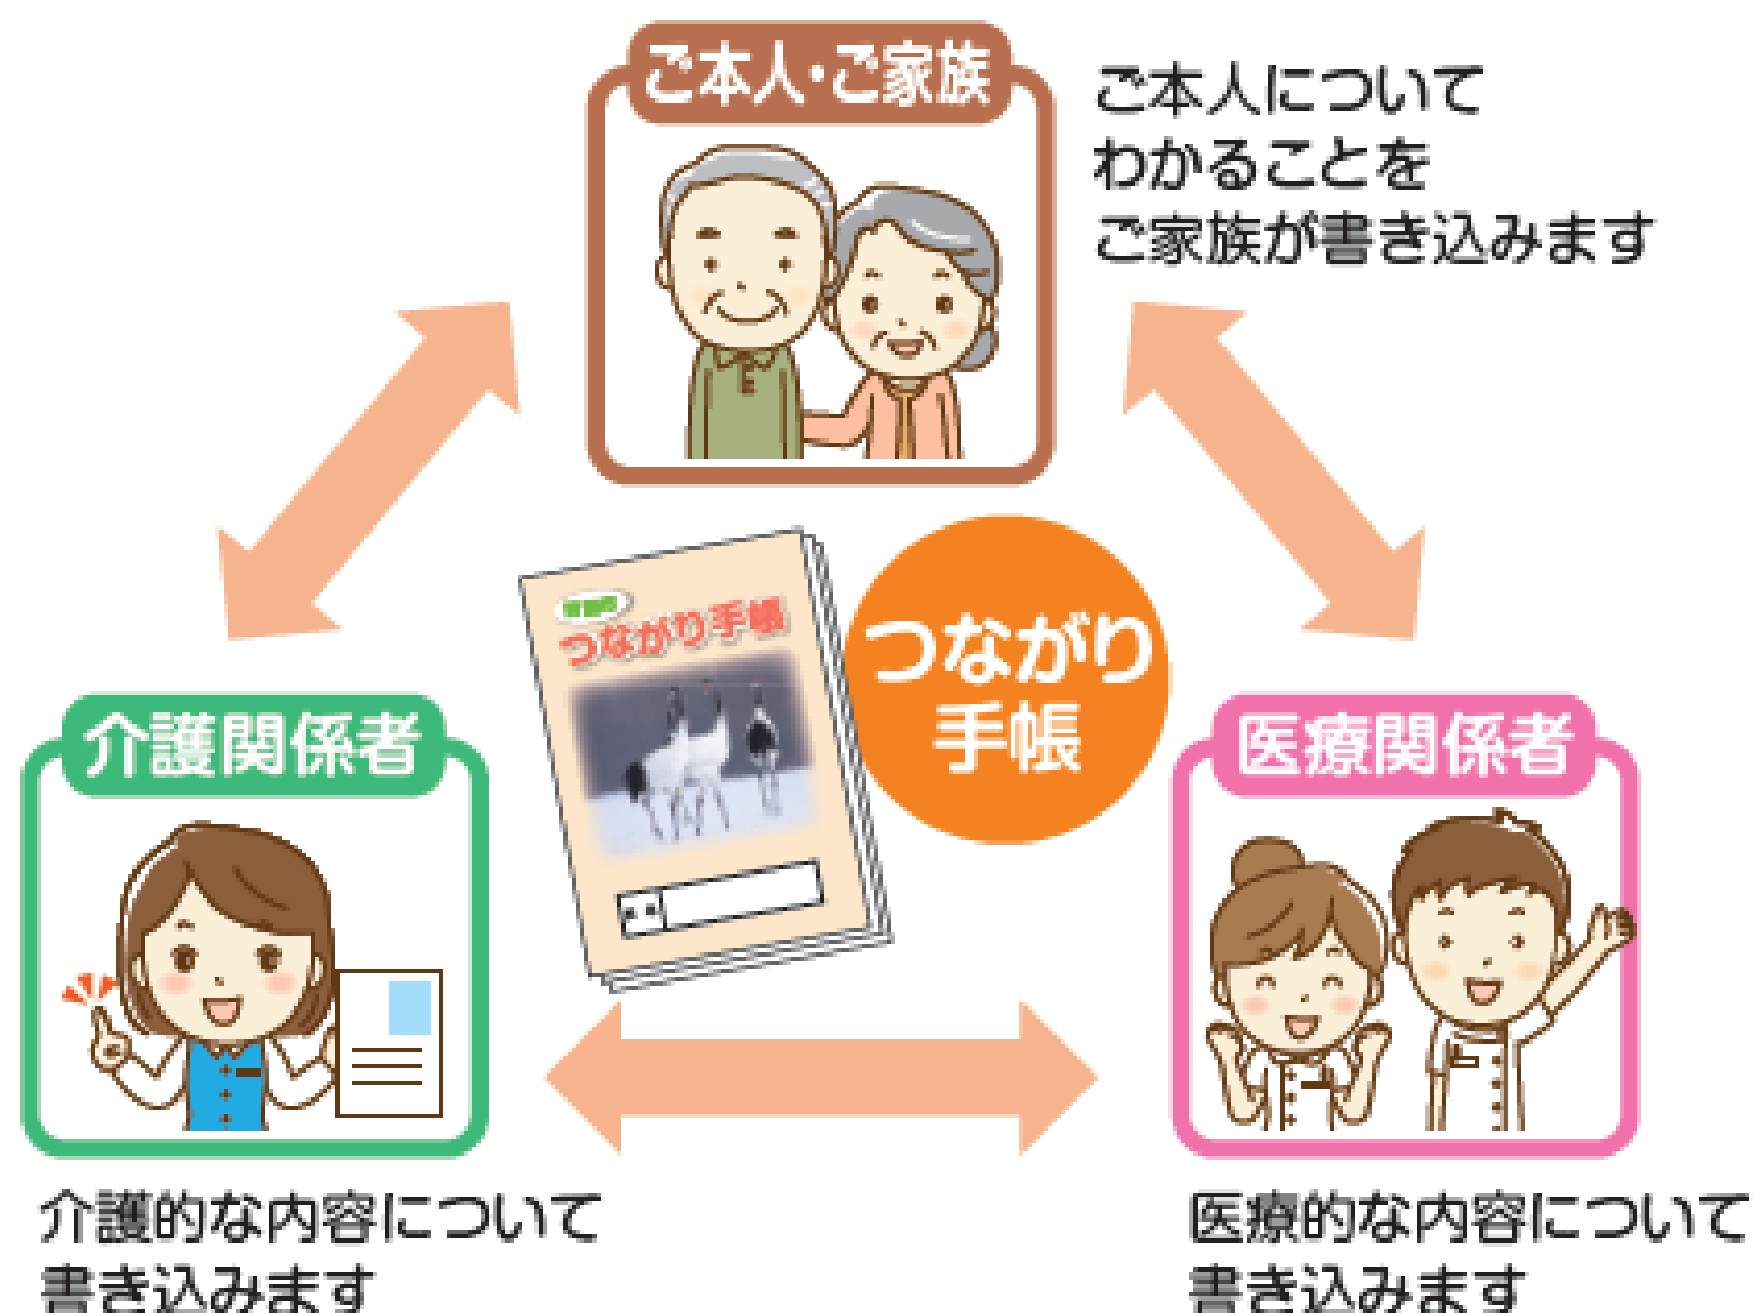 ご本人・ご家族
ご本人について
わかることを
ご家族が書き込みます
つながり手帳
つながり
手帳
介護関係者
医療関係者
介護的な内容について
書き込みます
医療的な内容について
書き込みます